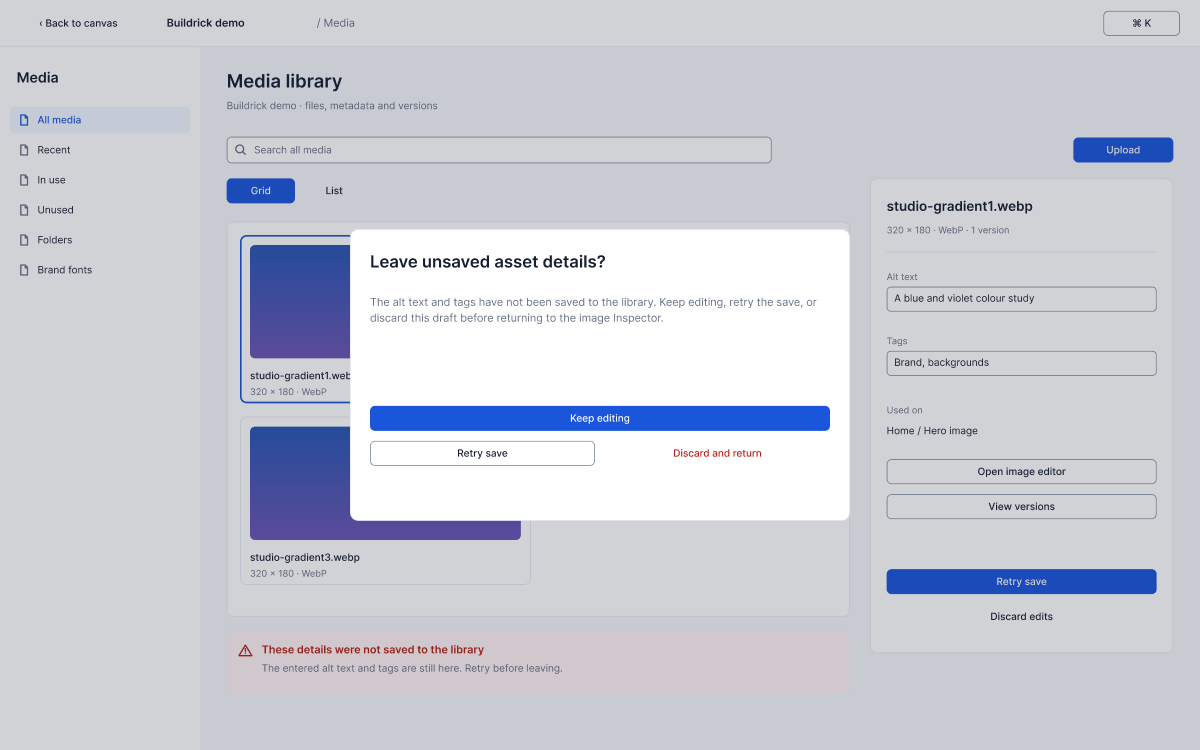 ‹ Back to canvas
Buildrick demo
/ Media
⌘ K
Media
All media
Recent
In use
Unused
Folders
Brand fonts
Media library
Buildrick demo · files, metadata and versions
Search all media
Upload
Grid
List
studio-gradient1.web
320 × 180 · WebP
studio-gradient3.webp
320 × 180 · WebP
Leave unsaved asset details?
The alt text and tags have not been saved to the library. Keep editing, retry the save, or
discard this draft before returning to the image Inspector.
Keep editing
Retry save
Discard and return
studio-gradient1.webp
320 × 180 · WebP · 1 version
Alt text
A blue and violet colour study
Tags
Brand, backgrounds
Used on
Home / Hero image
Open image editor
View versions
Retry save
Discard edits
These details were not saved to the library
The entered alt text and tags are still here. Retry before leaving.